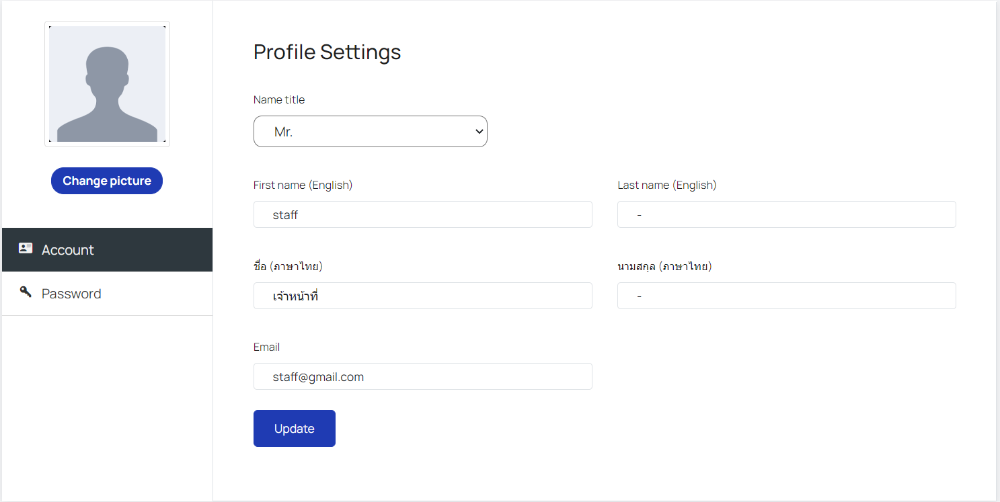 Change picture
Account
Password
Profile Settings
Name title
Mr.
First name (English)
Last name (English)
staff
-
ชื่อ (ภาษาไทย)
นามสกุล (ภาษาไทย)
เจ้าหน้าที่
-
Email
staff@gmail.com
Update